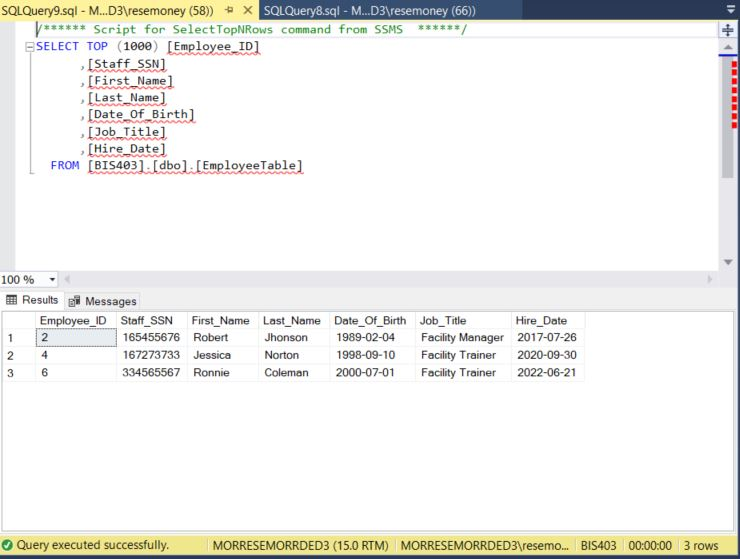 SQLQuery9.sql - M...D3\resemoney (58)) SQLQuery8.sql - M...D3\resemoney (66))
/****** Script for SelectTopNRows command from SSMS ******/
SELECT TOP (1000) [Employee_ID]
,[Staff_SSN]
,[First_Name]
,[Last_Name]
,[Date_Of_Birth]
,[Job_Title]
,[Hire_Date]
FROM [BIS403].[dbo].[EmployeeTable]
100 %
Results Messages
Employee_ID Staff_SSN First_Name Last_Name Date_Of_Birth Job_Title Hire_Date
1 2 165455676 Robert Jhonson 1989-02-04 Facility Manager 2017-07-26
2 4 167273733 Jessica Norton 1998-09-10 Facility Trainer 2020-09-30
3 6 334565567 Ronnie Coleman 2000-07-01 Facility Trainer 2022-06-21
Query executed successfully. MORRESEMORRDED3 (15.0 RTM) MORRESEMORRDED3\resemo... BIS403 00:00:00 3 rows